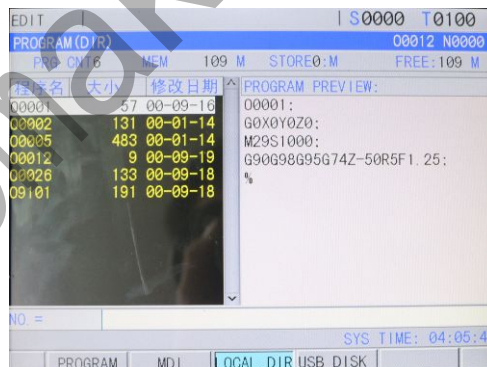 EDIT S0000 T0100
PROGRAM(DIR) O0012 N0000
PRG CNT6 MEM 109 M STORE0:M FREE:109 M
程序名 大小 修改日期 PROGRAM PREVIEW:
O0001 57 00-09-16 O0001;
O0002 131 00-01-14 G0X0Y0Z0;
O0005 483 00-01-14 M29S1000;
O0012 9 00-09-19 G90G98G95G74Z-50R5F1.25;
O0026 133 00-09-18 %
O9101 191 00-09-18
NO.=
SYS TIME: 04:05:4
PROGRAM MDI LOCAL DIR USB DISK